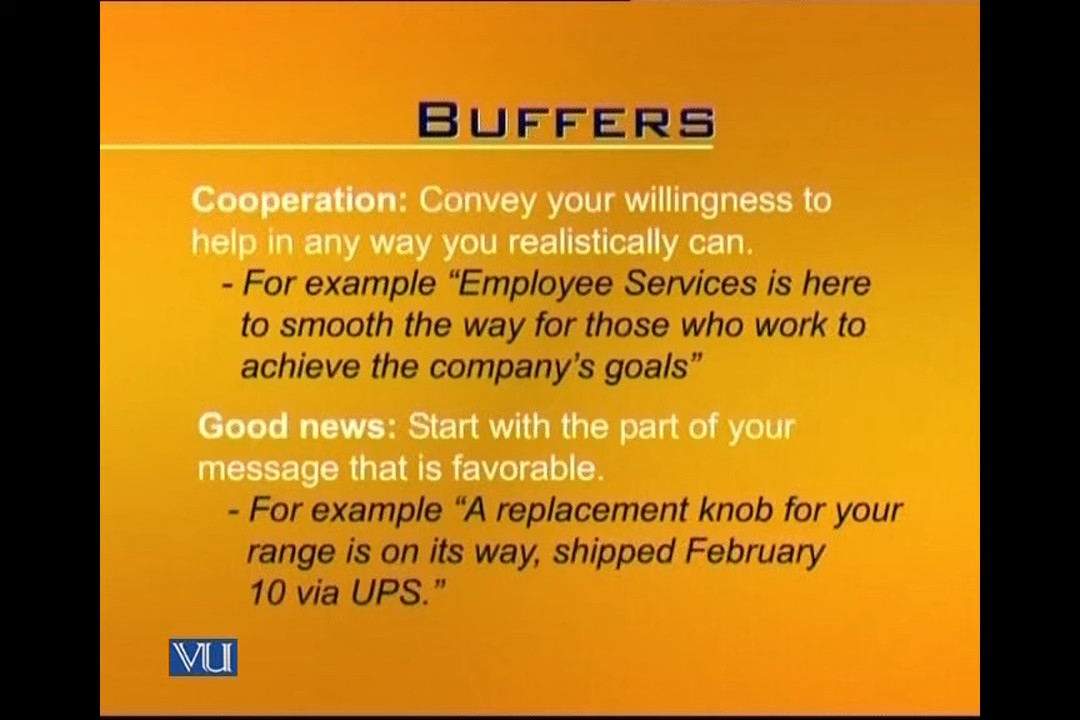 BUFFERS
Cooperation: Convey your willingness to
help in any way you realistically can.
- For example “Employee Services is here
to smooth the way for those who work to
achieve the company’s goals”
Good news: Start with the part of your
message that is favorable.
- For example “A replacement knob for your
range is on its way, shipped February
10 via UPS.”
VU